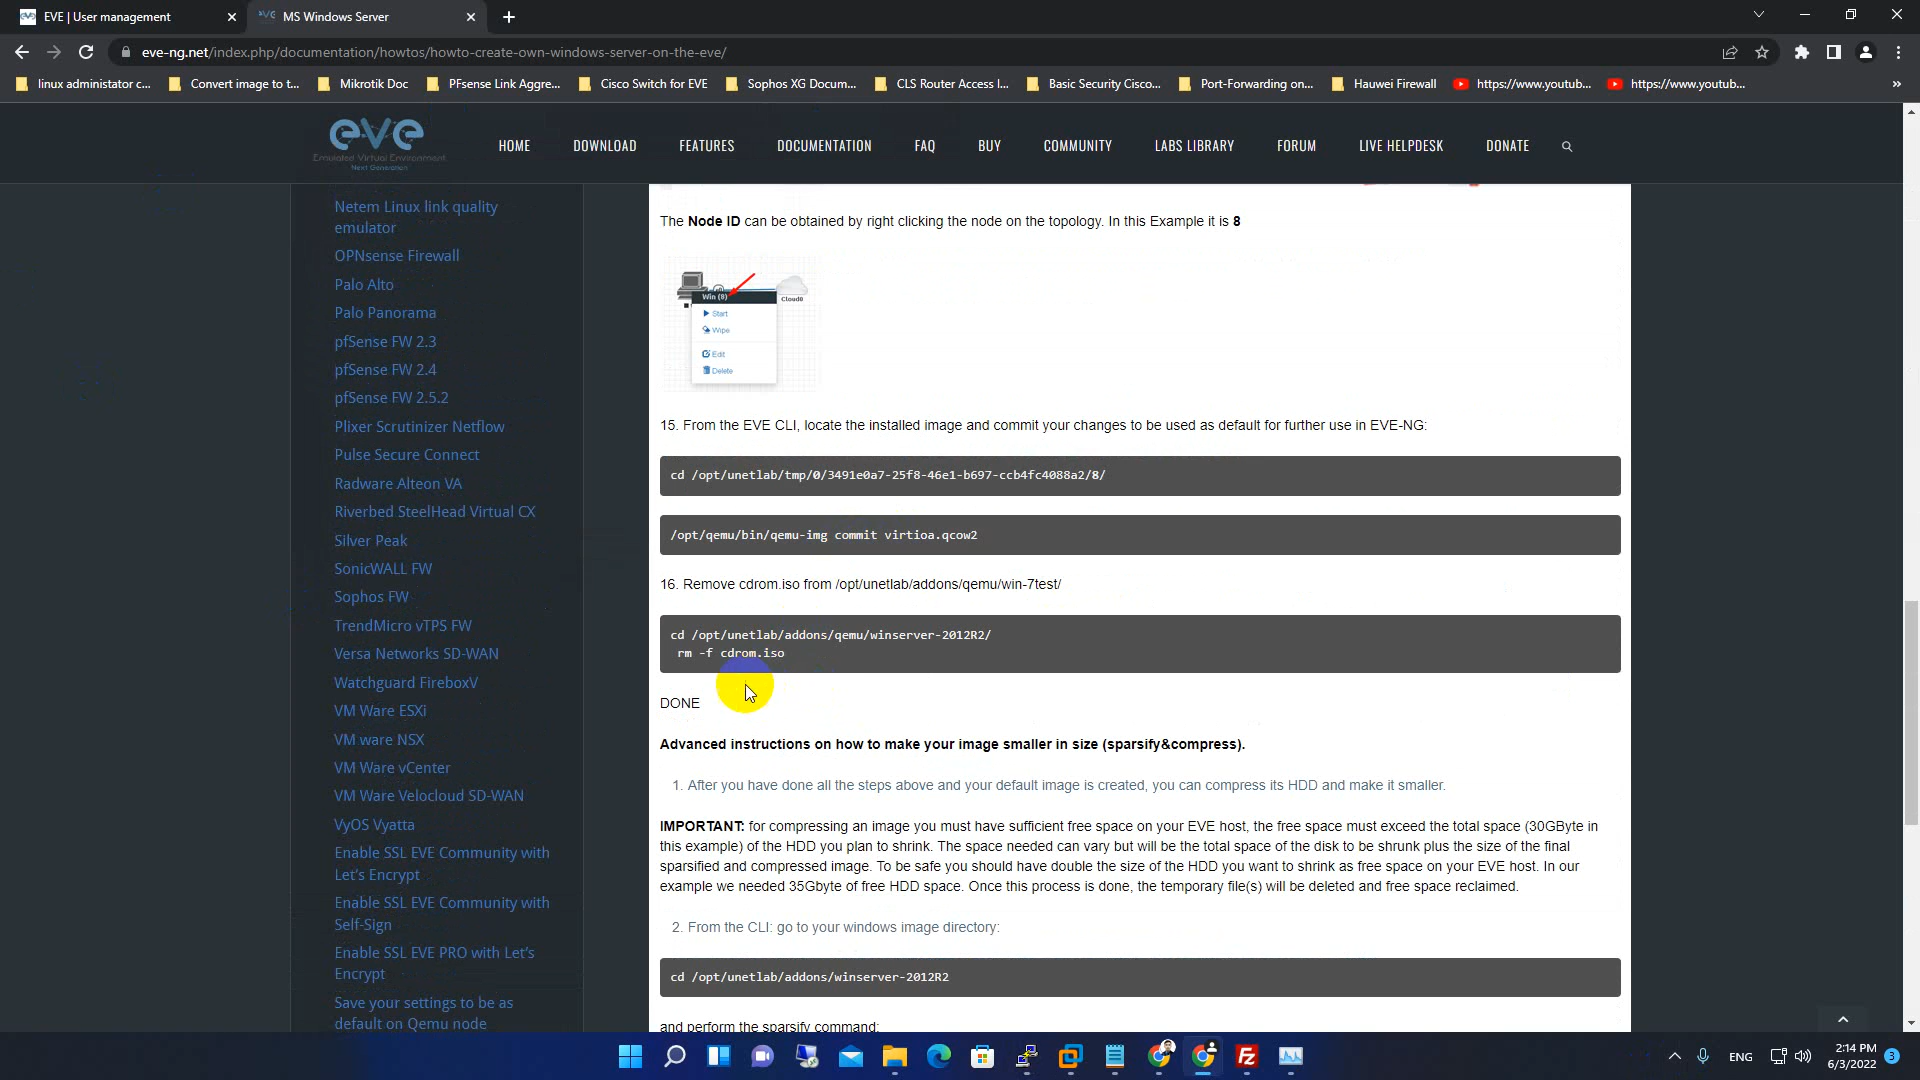 EVE | User management
MS Windows Server
eve-ng.net/index.php/documentation/howtos/howto-create-own-windows-server-on-the-eve/
linux administator c...
Convert image to t...
Mikrotik Doc
PFsense Link Aggre...
Cisco Switch for EVE
Sophos XG Docum...
CLS Router Access l...
Basic Security Cisco...
Port-Forwarding on...
Hauwei Firewall
https://www.youtub...
https://www.youtub...
eve
Emulated Virtual Environment
Next Generation
HOME
DOWNLOAD
FEATURES
DOCUMENTATION
FAQ
BUY
COMMUNITY
LABS LIBRARY
FORUM
LIVE HELPDESK
DONATE
Netem Linux link quality
emulator
OPNsense Firewall
Palo Alto
Palo Panorama
pfSense FW 2.3
pfSense FW 2.4
pfSense FW 2.5.2
Plixer Scrutinizer Netflow
Pulse Secure Connect
Radware Alteon VA
Riverbed SteelHead Virtual CX
Silver Peak
SonicWALL FW
Sophos FW
TrendMicro vTPS FW
Versa Networks SD-WAN
Watchguard FireboxV
VM Ware ESXi
VM ware NSX
VM Ware vCenter
VM Ware Velocloud SD-WAN
VyOS Vyatta
Enable SSL EVE Community with
Let's Encrypt
Enable SSL EVE Community with
Self-Sign
Enable SSL EVE PRO with Let's
Encrypt
Save your settings to be as
default on Qemu node
The Node ID can be obtained by right clicking the node on the topology. In this Example it is 8
Win (8)
Cloud0
Start
Wipe
Edit
Delete
15. From the EVE CLI, locate the installed image and commit your changes to be used as default for further use in EVE-NG:
cd /opt/unetlab/tmp/0/3491e0a7-25f8-46e1-b697-ccb4fc4088a2/8/
/opt/qemu/bin/qemu-img commit virtioa.qcow2
16. Remove cdrom.iso from /opt/unetlab/addons/qemu/win-7test/
cd /opt/unetlab/addons/qemu/winserver-2012R2/
rm -f cdrom.iso
DONE
Advanced instructions on how to make your image smaller in size (sparsify&compress).
1. After you have done all the steps above and your default image is created, you can compress its HDD and make it smaller.
IMPORTANT: for compressing an image you must have sufficient free space on your EVE host, the free space must exceed the total space (30GByte in
this example) of the HDD you plan to shrink. The space needed can vary but will be the total space of the disk to be shrunk plus the size of the final
sparsified and compressed image. To be safe you should have double the size of the HDD you want to shrink as free space on your EVE host. In our
example we needed 35Gbyte of free HDD space. Once this process is done, the temporary file(s) will be deleted and free space reclaimed.
2. From the CLI: go to your windows image directory:
cd /opt/unetlab/addons/winserver-2012R2
and perform the sparsify command:
ENG
2:14 PM
6/3/2022
3